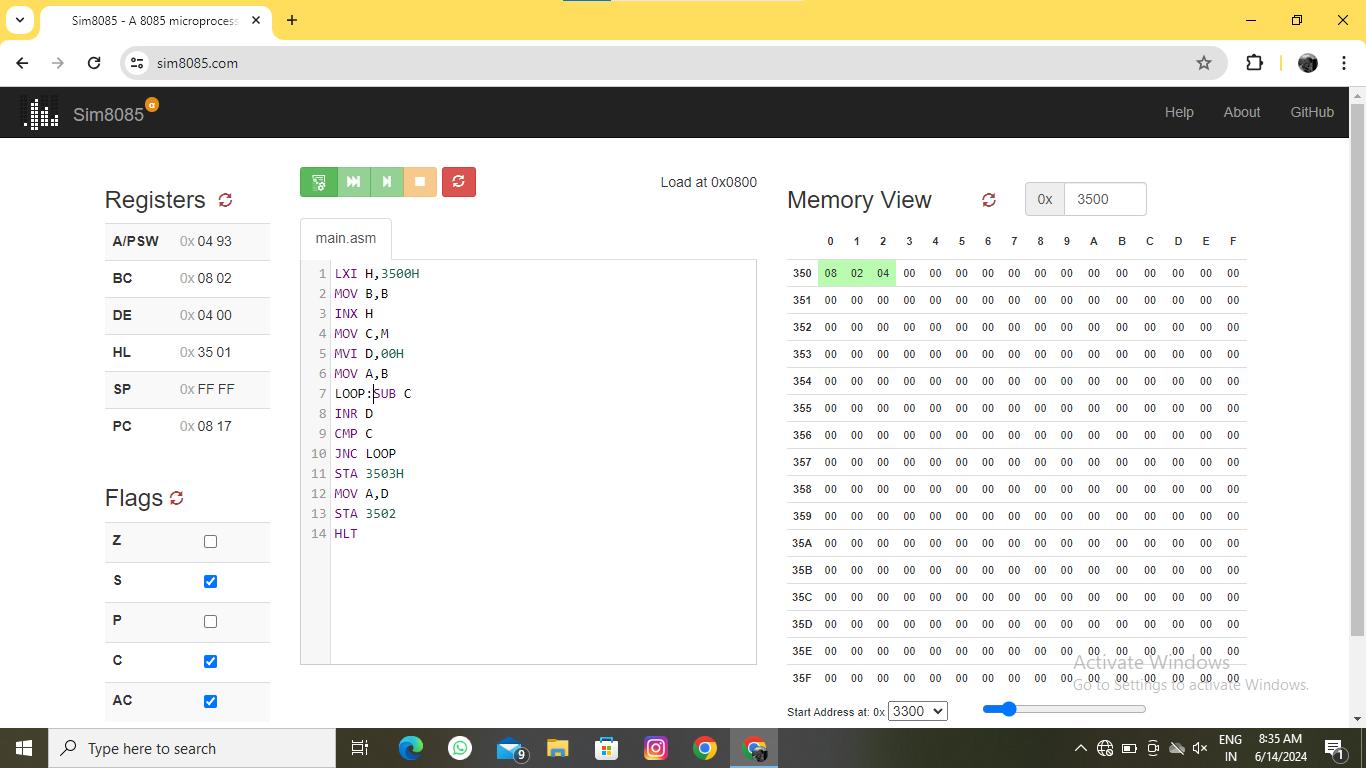 Sim8085 - A 8085 microprocess
sim8085.com
Sim8085 α
Help About GitHub
Registers
A/PSW 0x 04 93
BC 0x 08 02
DE 0x 04 00
HL 0x 35 01
SP 0x FF FF
PC 0x 08 17
Flags
Z
S
P
C
AC
Load at 0x0800
main.asm
1 LXI H,3500H
2 MOV B,B
3 INX H
4 MOV C,M
5 MVI D,00H
6 MOV A,B
7 LOOP:SUB C
8 INR D
9 CMP C
10 JNC LOOP
11 STA 3503H
12 MOV A,D
13 STA 3502
14 HLT
Memory View 0x 3500
0 1 2 3 4 5 6 7 8 9 A B C D E F
350 08 02 04 00 00 00 00 00 00 00 00 00 00 00 00 00
351 00 00 00 00 00 00 00 00 00 00 00 00 00 00 00 00
352 00 00 00 00 00 00 00 00 00 00 00 00 00 00 00 00
353 00 00 00 00 00 00 00 00 00 00 00 00 00 00 00 00
354 00 00 00 00 00 00 00 00 00 00 00 00 00 00 00 00
355 00 00 00 00 00 00 00 00 00 00 00 00 00 00 00 00
356 00 00 00 00 00 00 00 00 00 00 00 00 00 00 00 00
357 00 00 00 00 00 00 00 00 00 00 00 00 00 00 00 00
358 00 00 00 00 00 00 00 00 00 00 00 00 00 00 00 00
359 00 00 00 00 00 00 00 00 00 00 00 00 00 00 00 00
35A 00 00 00 00 00 00 00 00 00 00 00 00 00 00 00 00
35B 00 00 00 00 00 00 00 00 00 00 00 00 00 00 00 00
35C 00 00 00 00 00 00 00 00 00 00 00 00 00 00 00 00
35D 00 00 00 00 00 00 00 00 00 00 00 00 00 00 00 00
35E 00 00 00 00 00 00 00 00 00 00 00 00 00 00 00 00
35F 00 00 00 00 00 00 00 00 00 00 00 00 00 00 00 00
Start Address at: 0x 3300
Activate Windows
Go to Settings to activate Windows.
Type here to search
9
ENG
IN
8:35 AM
6/14/2024
1